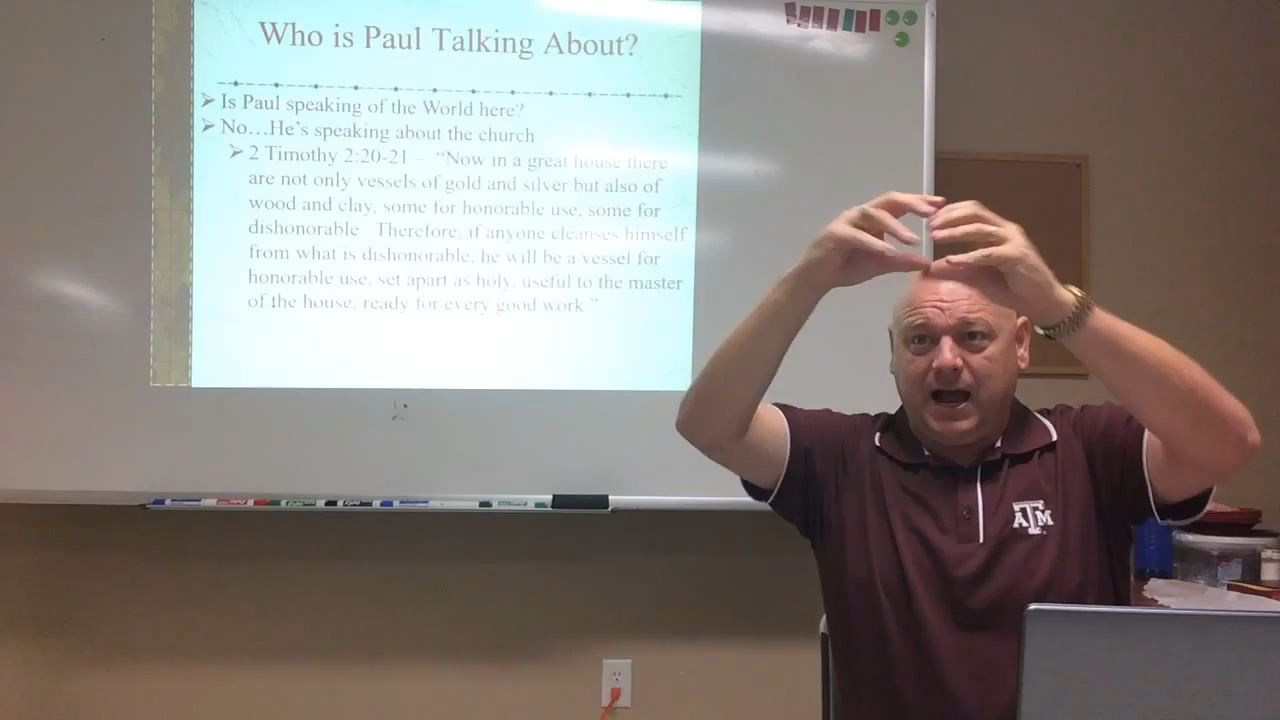 Who is Paul Talking About?
Is Paul speaking of the World here?
No…He's speaking about the church
2 Timothy 2:20-21 – "Now in a great house there
are not only vessels of gold and silver but also of
wood and clay, some for honorable use, some for
dishonorable. Therefore, if anyone cleanses himself
from what is dishonorable, he will be a vessel for
honorable use, set apart as holy, useful to the master
of the house, ready for every good work"
ATM